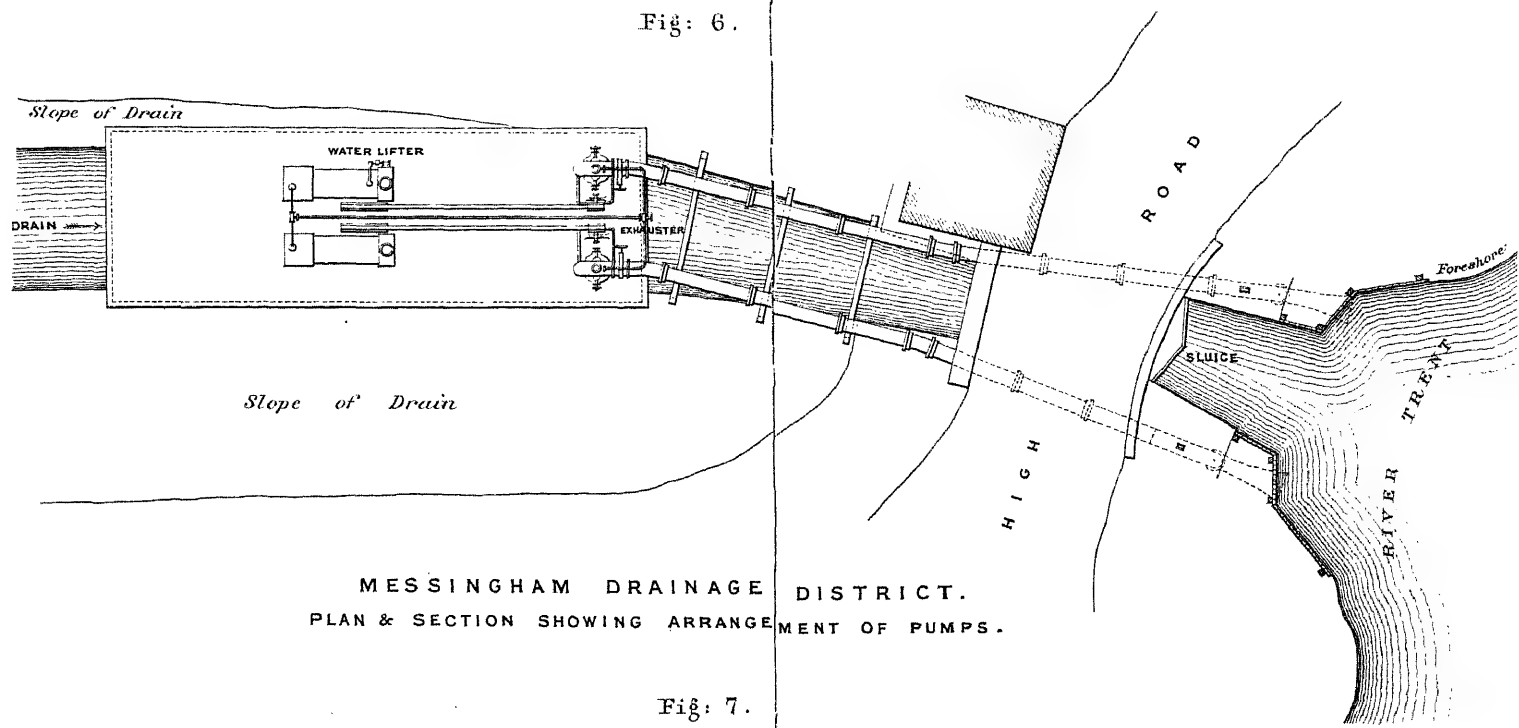 Fig: 6.
Slope of Drain
WATER LIFTER
DRAIN
EXHAUSTER
ROAD
Foreshore
SLUICE
Slope of Drain
HIGH
RIVER TRENT
MESSINGHAM DRAINAGE DISTRICT.
PLAN & SECTION SHOWING ARRANGEMENT OF PUMPS.
Fig: 7.